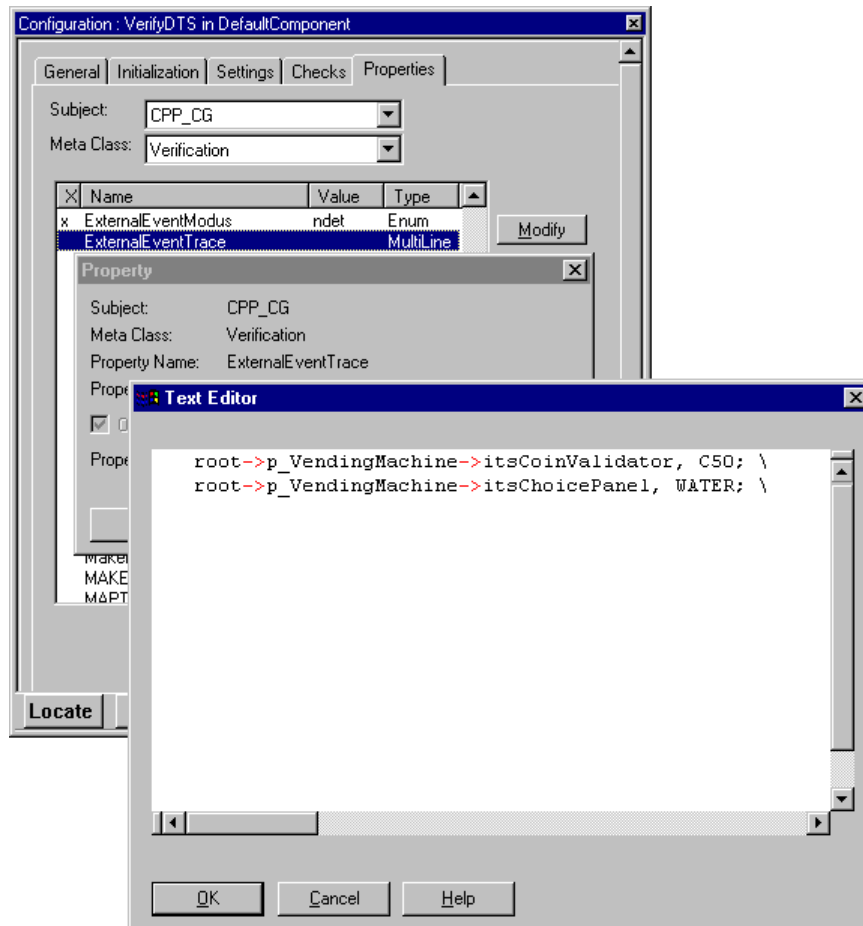 Configuration : VerifyDTS in DefaultComponent
General Initialization Settings Checks Properties
Subject: CPP_CG
Meta Class: Verification
X Name Value Type
x ExternalEventModus ndet Enum
Modify
ExternalEventTrace MultiLine
Property
Subject: CPP_CG
Meta Class: Verification
Property Name: ExternalEventTrace
Text Editor
root->p_VendingMachine->itsCoinValidator, C50; \
root->p_VendingMachine->itsChoicePanel, WATER; \
MAKE
Locate
OK Cancel Help